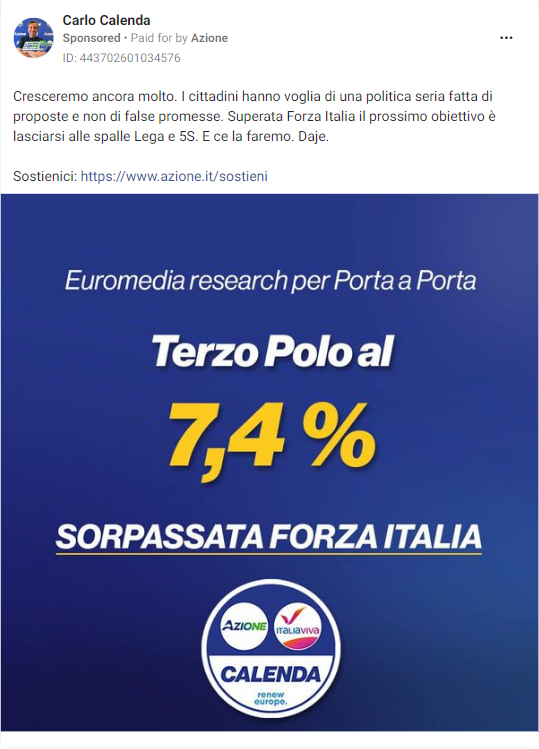 Carlo Calenda
Sponsored • Paid for by Azione
ID: 443702601034576
Cresceremo ancora molto. I cittadini hanno voglia di una politica seria fatta di
proposte e non di false promesse. Superata Forza Italia il prossimo obiettivo è
lasciarsi alle spalle Lega e 5S. E ce la faremo. Daje.
Sostienici: https://www.azione.it/sostieni
Euromedia research per Porta a Porta
Terzo Polo al
7,4 %
SORPASSATA FORZA ITALIA
AZIONE
ITALIAVIVA
CALENDA
renew
europe.